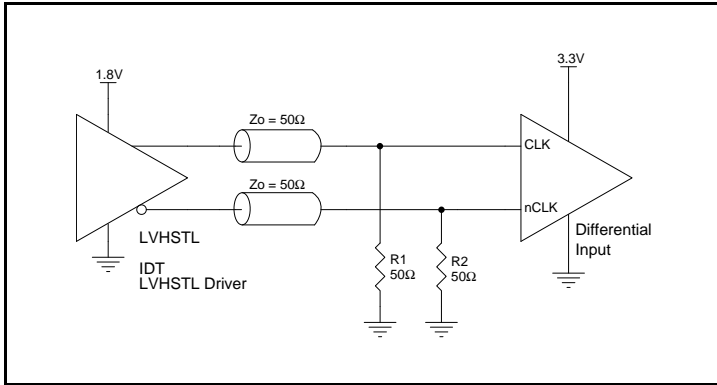 1.8V
3.3V
Zo = 50Ω
CLK
Zo = 50Ω
nCLK
LVHSTL
IDT
LVHSTL Driver
R1
50Ω
R2
50Ω
Differential
Input